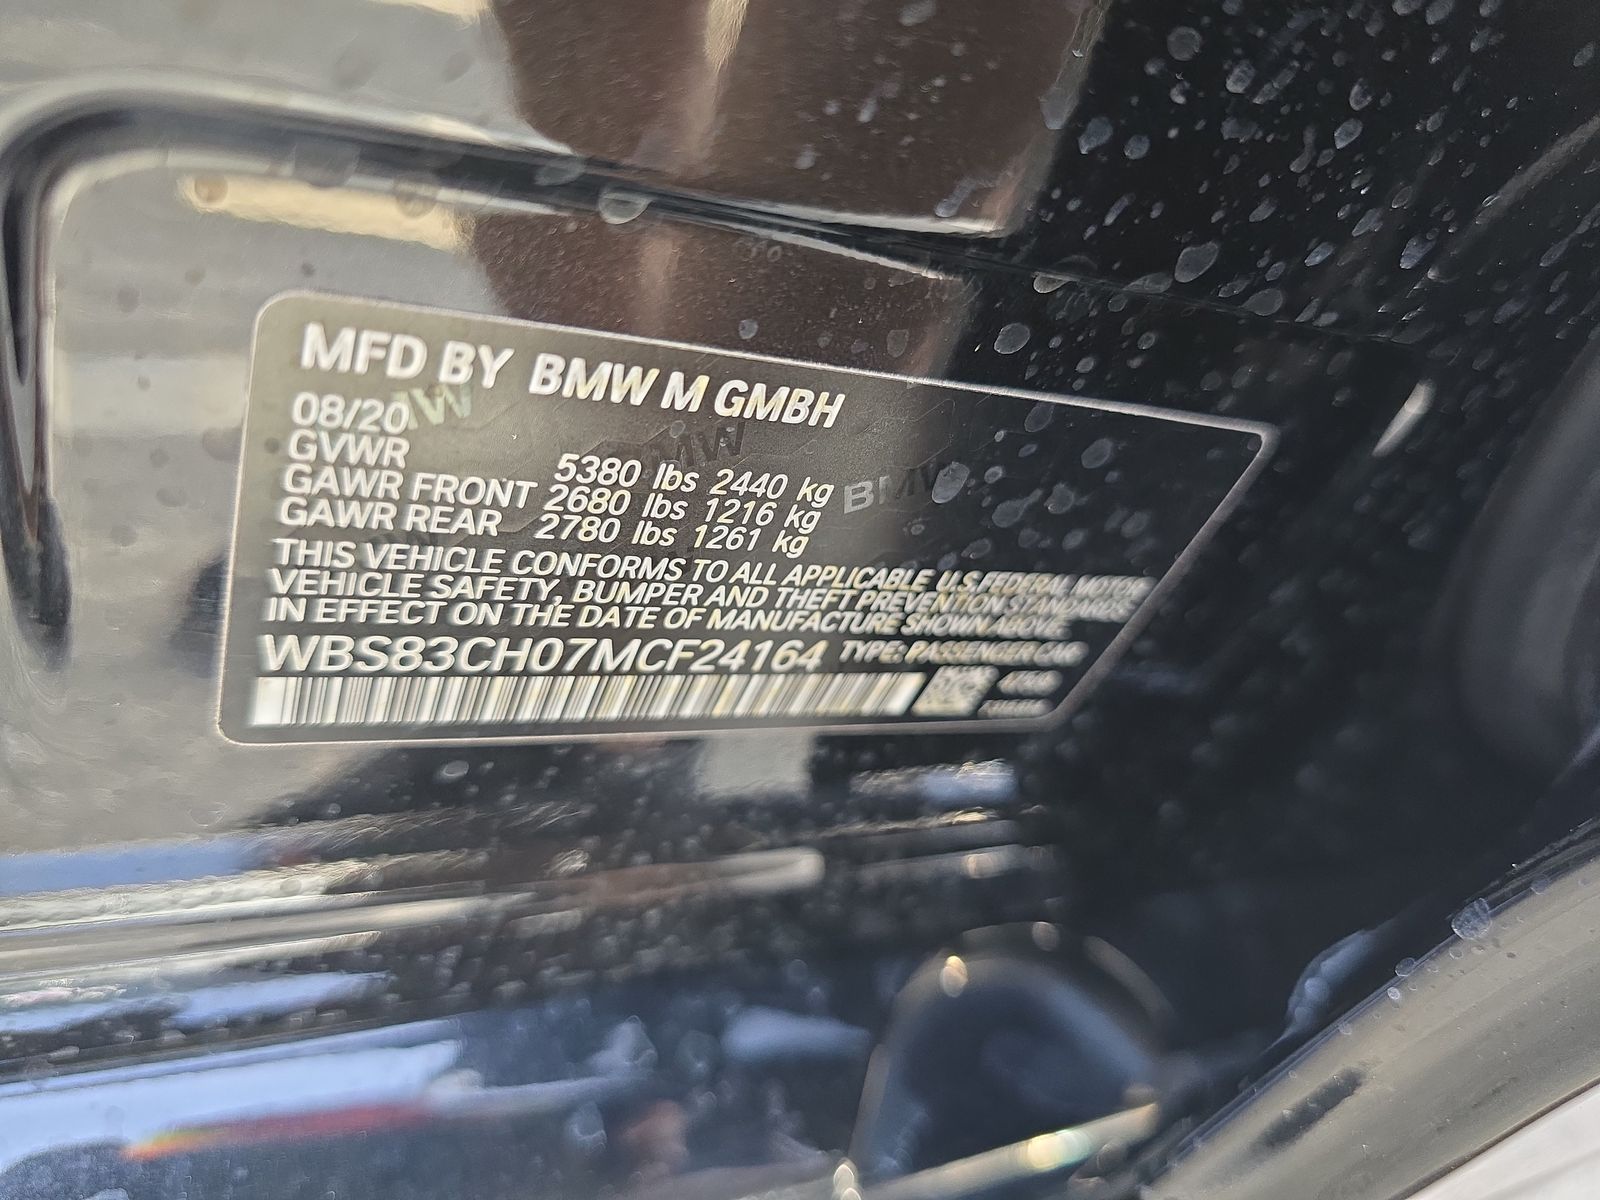 MFD BY BMW M GMBH
08/20
GVWR 5380 lbs 2440 kg
GAWR FRONT 2680 lbs 1216 kg
GAWR REAR 2780 lbs 1261 kg
THIS VEHICLE CONFORMS TO ALL APPLICABLE U.S. FEDERAL MOTOR
VEHICLE SAFETY, BUMPER AND THEFT PREVENTION STANDARDS
IN EFFECT ON THE DATE OF MANUFACTURE SHOWN ABOVE.
WBS83CH07MCF24164 TYPE: PASSENGER CAR